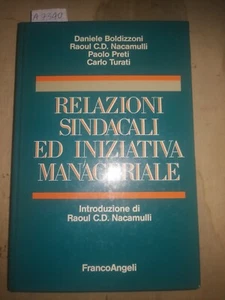 Daniele Boldizzoni
Raoul C.D. Nacamulli
Paolo Preti
Carlo Turati
RELAZIONI
SINDACALI
ED INIZIATIVA
MANAGERIALE
Introduzione di
Raoul C.D. Nacamulli
FrancoAngeli